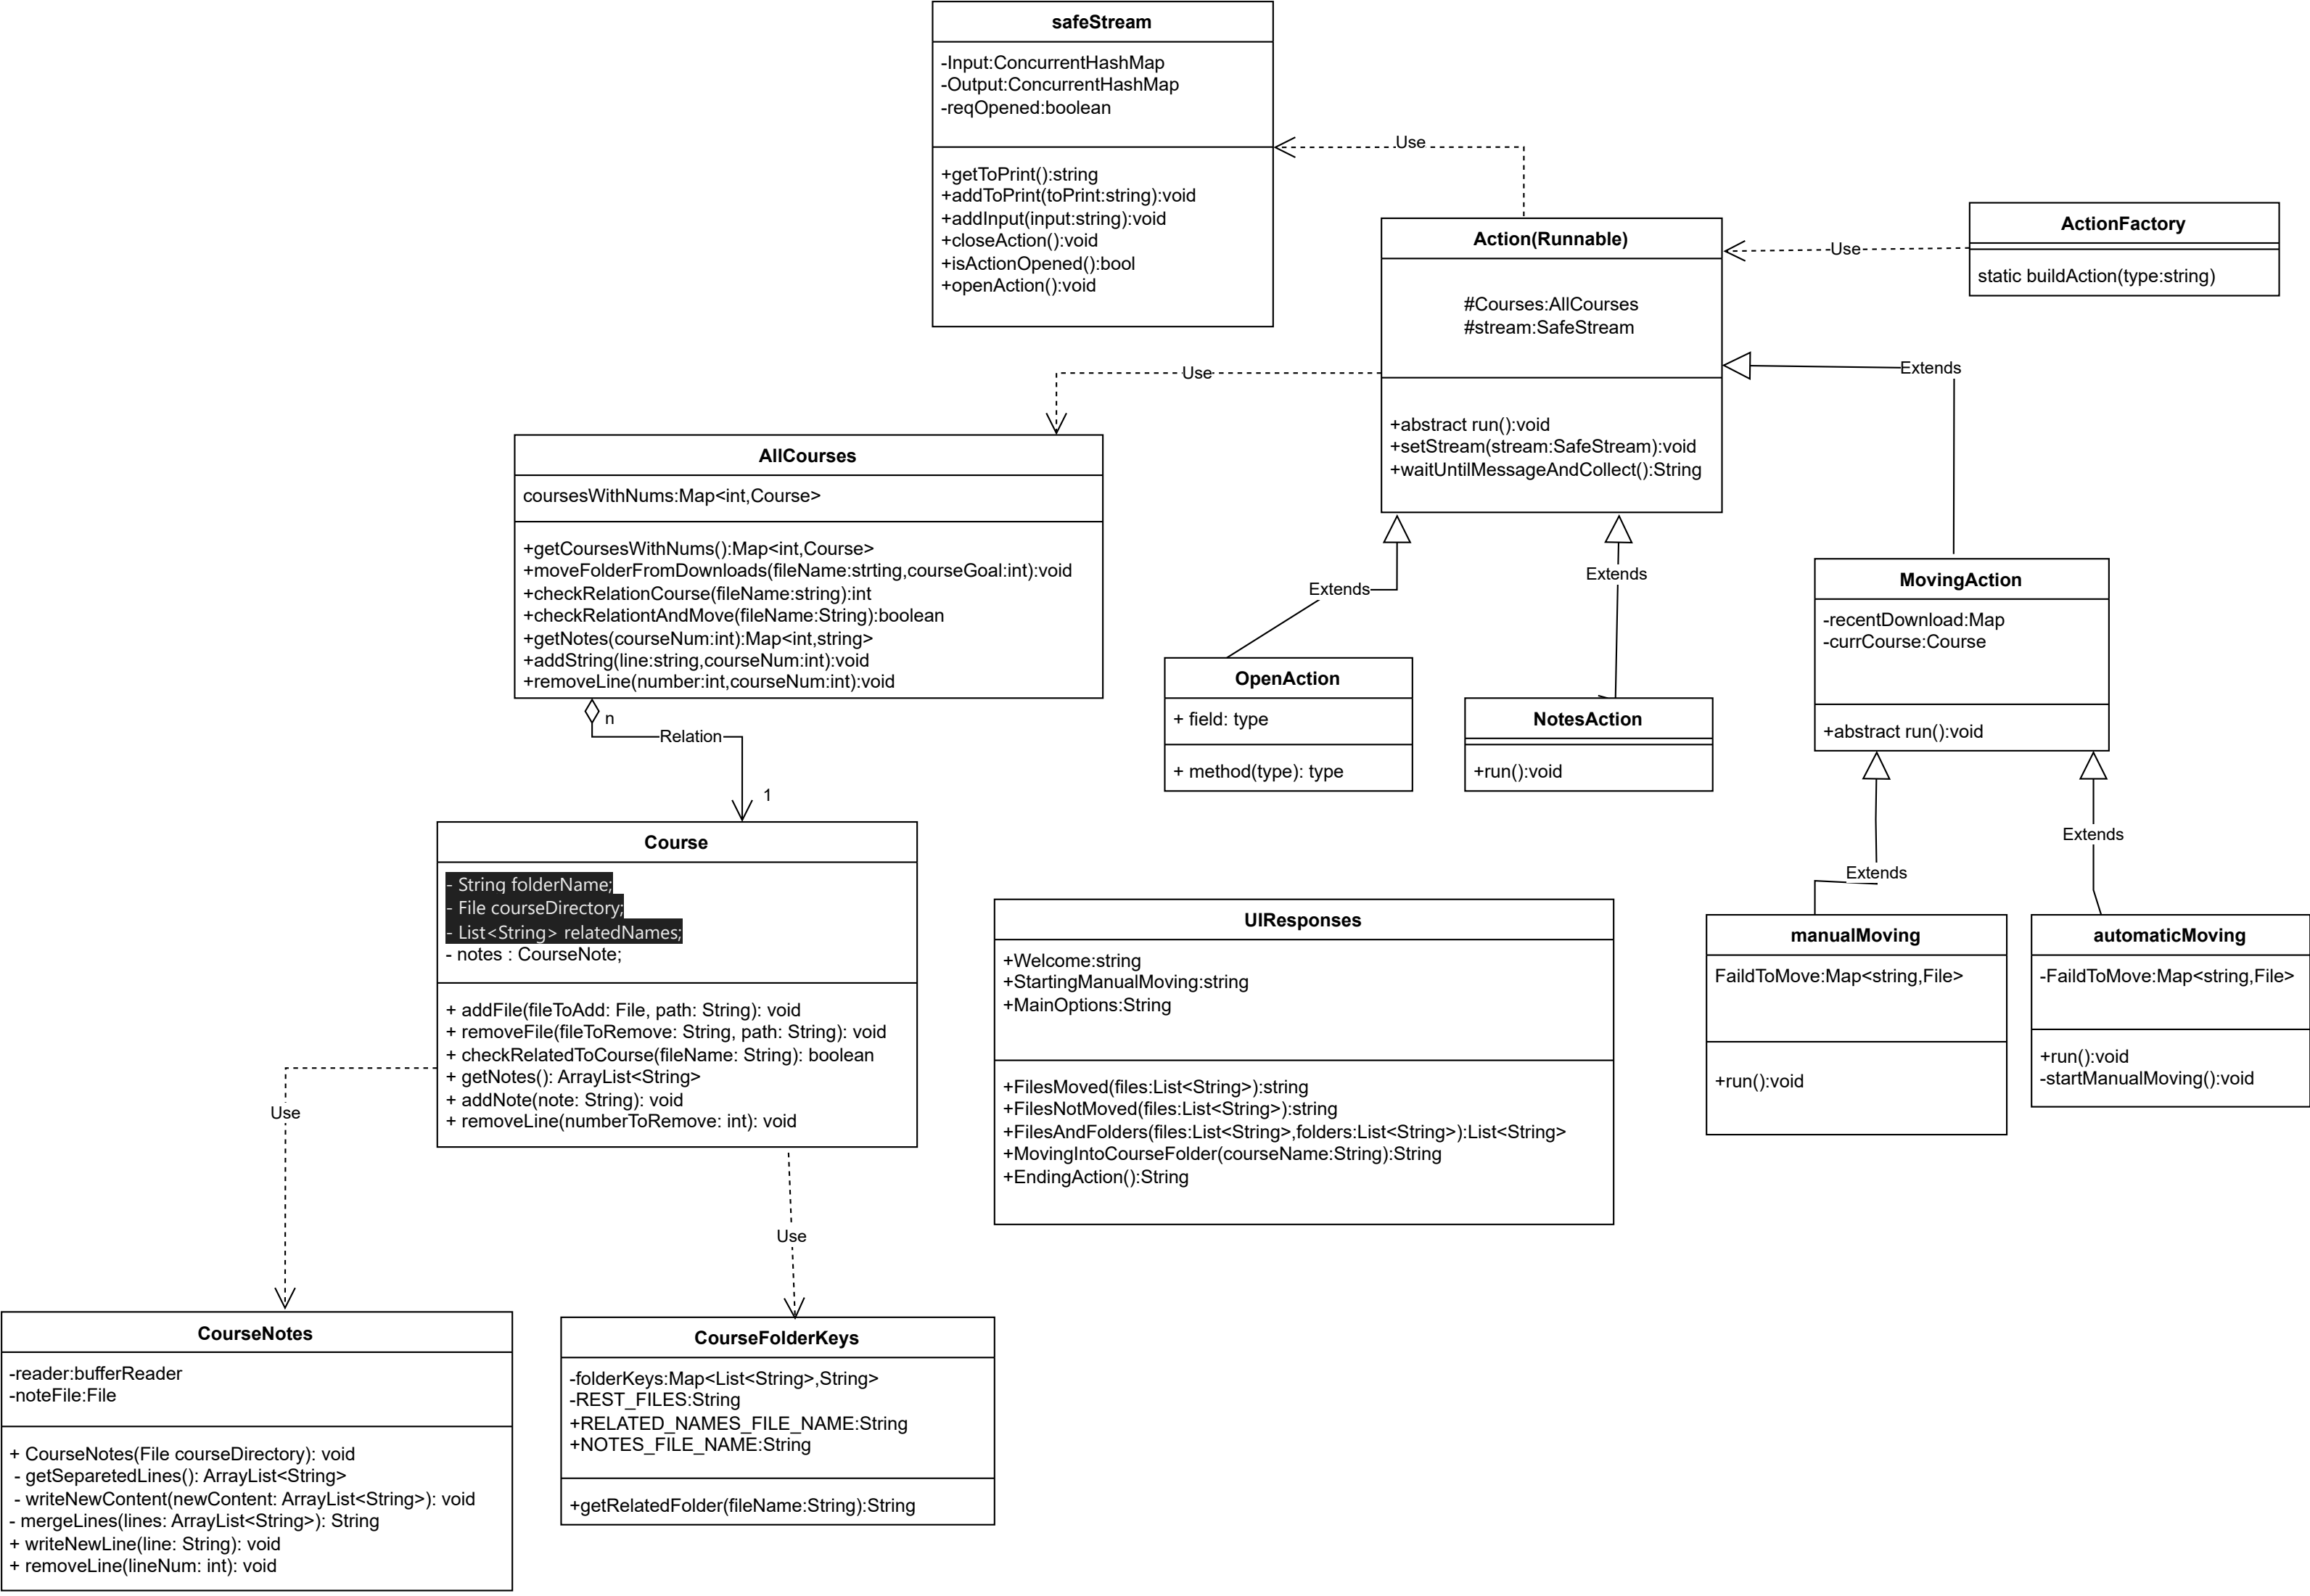 safeStream
-Input:ConcurrentHashMap
-Output:ConcurrentHashMap
-reqOpened:boolean
+getToPrint():string
+addToPrint(toPrint:string):void
+addInput(input:string):void
+closeAction():void
+isActionOpened():bool
+openAction():void
Use
Action(Runnable)
#Courses:AllCourses
#stream:SafeStream
+abstract run():void
+setStream(stream:SafeStream):void
+waitUntilMessageAndCollect():String
Use
ActionFactory
static buildAction(type:string)
Use
Extends
AllCourses
coursesWithNums:Map<int,Course>
+getCoursesWithNums():Map<int,Course>
+moveFolderFromDownloads(fileName:strting,courseGoal:int):void
+checkRelationCourse(fileName:string):int
+checkRelationtAndMove(fileName:String):boolean
+getNotes(courseNum:int):Map<int,string>
+addString(line:string,courseNum:int):void
+removeLine(number:int,courseNum:int):void
n
Relation
1
Extends
Extends
OpenAction
+ field: type
+ method(type): type
NotesAction
+run():void
MovingAction
-recentDownload:Map
-currCourse:Course
+abstract run():void
Extends
Extends
Course
- String folderName;
- File courseDirectory;
- List<String> relatedNames;
- notes : CourseNote;
+ addFile(fileToAdd: File, path: String): void
+ removeFile(fileToRemove: String, path: String): void
+ checkRelatedToCourse(fileName: String): boolean
+ getNotes(): ArrayList<String>
+ addNote(note: String): void
+ removeLine(numberToRemove: int): void
UIResponses
+Welcome:string
+StartingManualMoving:string
+MainOptions:String
+FilesMoved(files:List<String>):string
+FilesNotMoved(files:List<String>):string
+FilesAndFolders(files:List<String>,folders:List<String>):List<String>
+MovingIntoCourseFolder(courseName:String):String
+EndingAction():String
manualMoving
FaildToMove:Map<string,File>
+run():void
automaticMoving
-FaildToMove:Map<string,File>
+run():void
-startManualMoving():void
Use
Use
CourseNotes
-reader:bufferReader
-noteFile:File
+ CourseNotes(File courseDirectory): void
- getSeparetedLines(): ArrayList<String>
- writeNewContent(newContent: ArrayList<String>): void
- mergeLines(lines: ArrayList<String>): String
+ writeNewLine(line: String): void
+ removeLine(lineNum: int): void
CourseFolderKeys
-folderKeys:Map<List<String>,String>
-REST_FILES:String
+RELATED_NAMES_FILE_NAME:String
+NOTES_FILE_NAME:String
+getRelatedFolder(fileName:String):String